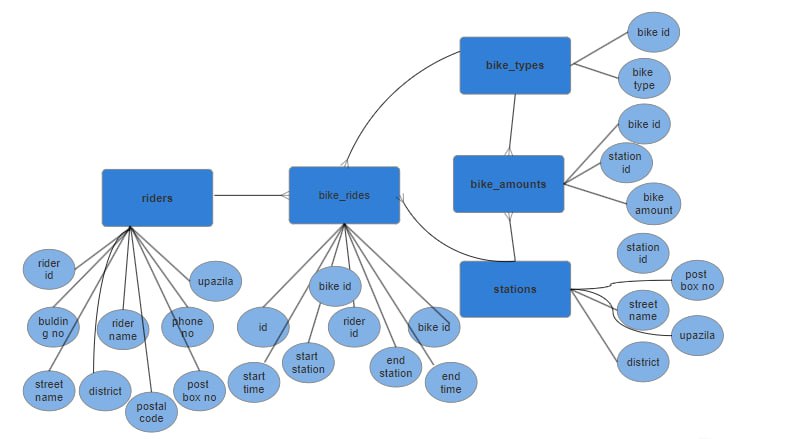 bike id
bike_types
bike
type
bike id
station
id
bike_amounts
riders
bike_rides
bike
amount
station
id
rider
id
upazila
bike id
stations
post
box no
street
name
buldin
g no
rider
name
phone
no
id
rider
id
bike id
upazila
start
station
end
station
district
street
name
district
postal
code
post
box no
start
time
end
time